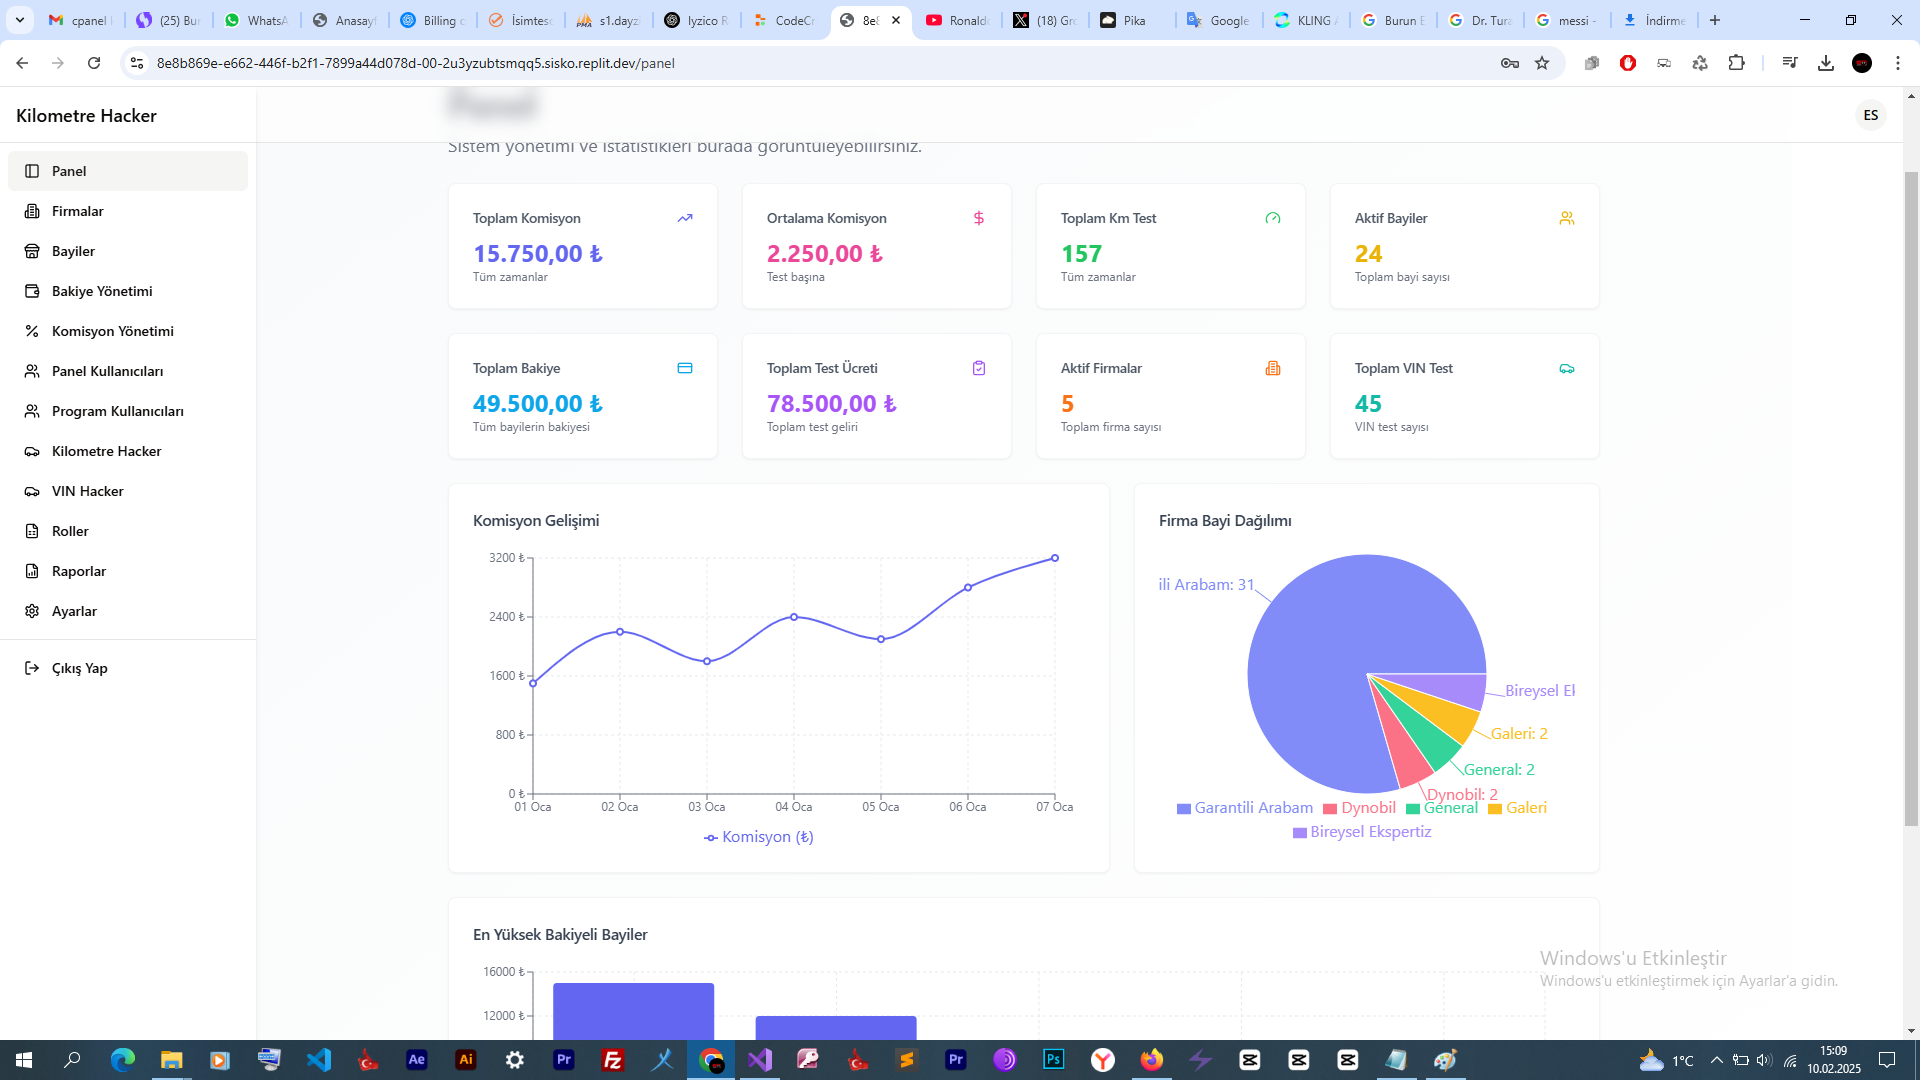 cpanel
(25) Bu
WhatsA
Anasayf
Billing
İsimtes
s1.dayz
Iyzico R
CodeCr
8e8
Ronald
(18) Gr
Pika
Google
KLING
Burun E
Dr. Tura
messi -
İndirme
8e8b869e-e662-446f-b2f1-7899a44d078d-00-2u3yzubtsmqq5.sisko.replit.dev/panel
Kilometre Hacker
ES
Panel
Firmalar
Bayiler
Bakiye Yönetimi
Komisyon Yönetimi
Panel Kullanıcıları
Program Kullanıcıları
Kilometre Hacker
VIN Hacker
Roller
Raporlar
Ayarlar
Çıkış Yap
Panel
Sistem yönetimi ve istatistikleri burada görüntüleyebilirsiniz.
Toplam Komisyon
15.750,00 ₺
Tüm zamanlar
Ortalama Komisyon
2.250,00 ₺
Test başına
Toplam Km Test
157
Tüm zamanlar
Aktif Bayiler
24
Toplam bayi sayısı
Toplam Bakiye
49.500,00 ₺
Tüm bayilerin bakiyesi
Toplam Test Ücreti
78.500,00 ₺
Toplam test geliri
Aktif Firmalar
5
Toplam firma sayısı
Toplam VIN Test
45
VIN test sayısı
Komisyon Gelişimi
3200 ₺
2400 ₺
1600 ₺
800 ₺
0 ₺
01 Oca 02 Oca 03 Oca 04 Oca 05 Oca 06 Oca 07 Oca
Komisyon (₺)
Firma Bayi Dağılımı
ili Arabam: 31
Bireysel Ek
Galeri: 2
General: 2
Dynobil: 2
Garantili Arabam Dynobil General Galeri
Bireysel Ekspertiz
En Yüksek Bakiyeli Bayiler
16000 ₺
12000 ₺
Windows'u Etkinleştir
Windows'u etkinleştirmek için Ayarlar'a gidin.
1°C
15:09
10.02.2025